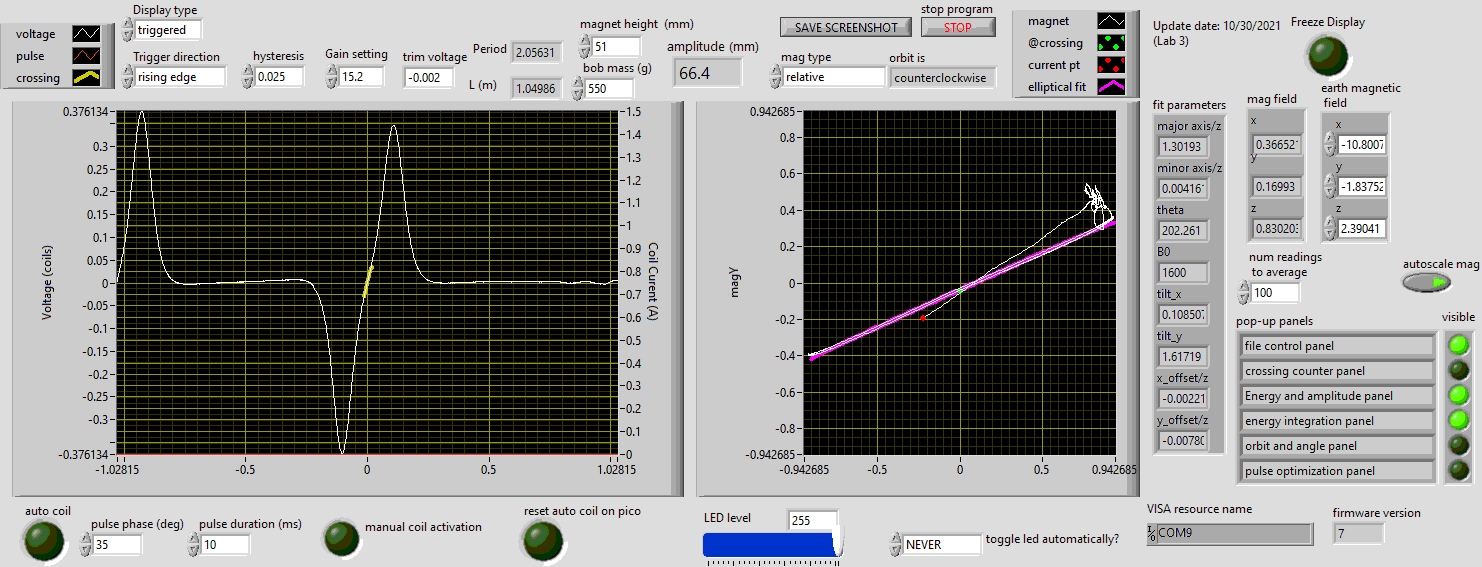 voltage
pulse
crossing
Display type
triggered
Trigger direction
rising edge
hysteresis
0.025
Gain setting
15.2
trim voltage
-0.002
Period
2.05631
L (m)
1.04986
magnet height (mm)
51
bob mass (g)
550
amplitude (mm)
66.4
SAVE SCREENSHOT
stop program
STOP
mag type
relative
orbit is
counterclockwise
magnet
@crossing
current pt
elliptical fit
Update date: 10/30/2021
(Lab 3)
Freeze Display
Voltage (coils)
0.376134
0.3
0.25
0.2
0.15
0.1
0.05
0
-0.05
-0.1
-0.15
-0.2
-0.25
-0.3
-0.376134
-1.02815
-0.5
0
0.5
1.02815
1.5
1.4
1.3
1.2
1.1
1
0.9
0.8
0.7
0.6
0.5
0.4
0.3
0.2
0.1
0
Coil Current (A)
magy
0.942685
0.8
0.6
0.4
0.2
0
-0.2
-0.4
-0.6
-0.8
-0.942685
-0.942685
-0.5
0
0.5
0.942685
fit parameters
major axis/z
1.30193
minor axis/z
0.00416
theta
202.261
B0
1600
tilt_x
0.10850
tilt_y
1.61719
x_offset/z
-0.00221
y_offset/z
-0.0078
mag field
x
0.36652
y
0.16993
z
0.83020
earth magnetic
field
x
-10.8007
y
-1.83752
z
2.39041
num readings
to average
100
autoscale mag
pop-up panels
visible
file control panel
crossing counter panel
Energy and amplitude panel
energy integration panel
orbit and angle panel
pulse optimization panel
auto coil
pulse phase (deg)
35
pulse duration (ms)
10
manual coil activation
reset auto coil on pico
LED level
255
NEVER
toggle led automatically?
VISA resource name
COM9
firmware version
7